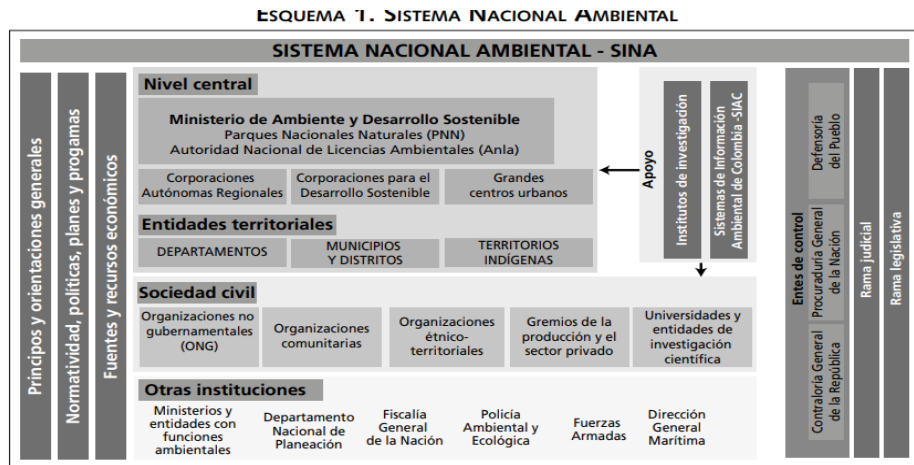 ESQUEMA 1. SISTEMA NACIONAL AMBIENTAL
SISTEMA NACIONAL AMBIENTAL - SINA
Principios y orientaciones generales
Normatividad, políticas, planes y progamas
Fuentes y recursos económicos
Nivel central
Ministerio de Ambiente y Desarrollo Sostenible
Parques Nacionales Naturales (PNN)
Autoridad Nacional de Licencias Ambientales (Anla)
Corporaciones
Autónomas Regionales
Corporaciones para el
Desarrollo Sostenible
Grandes
centros urbanos
Entidades territoriales
DEPARTAMENTOS
MUNICIPIOS
Y DISTRITOS
TERRITORIOS
INDÍGENAS
Apoyo
Institutos de investigación
Sistemas de Información
Ambiental de Colombia -SIAC
Sociedad civil
Organizaciones no
gubernamentales
(ONG)
Organizaciones
comunitarias
Organizaciones
étnico-
territoriales
Gremios de la
producción y el
sector privado
Universidades y
entidades de
investigación
científica
Otras instituciones
Ministerios y
entidades con
funciones
ambientales
Departamento
Nacional de
Planeación
Fiscalía
General
de la Nación
Policía
Ambiental y
Ecológica
Fuerzas
Armadas
Dirección
General
Marítima
Entes de control
Defensoría
del Pueblo
Procuraduría General
de la Nación
Contraloría General
de la República
Rama judicial
Rama legislativa